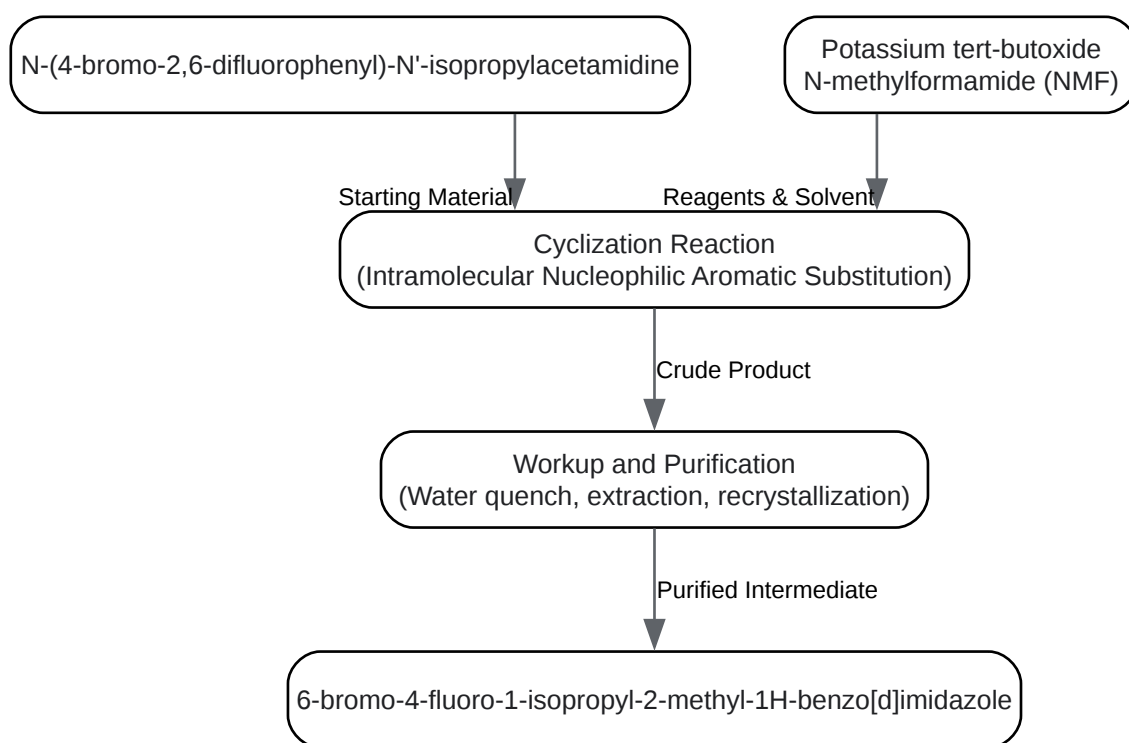 N-(4-bromo-2,6-difluorophenyl)-N'-isopropylacetamidine
Potassium tert-butoxide
N-methylformamide (NMF)
Starting Material
Reagents & Solvent
Cyclization Reaction
(Intramolecular Nucleophilic Aromatic Substitution)
Crude Product
Workup and Purification
(Water quench, extraction, recrystallization)
Purified Intermediate
6-bromo-4-fluoro-1-isopropyl-2-methyl-1H-benzo[d]imidazole